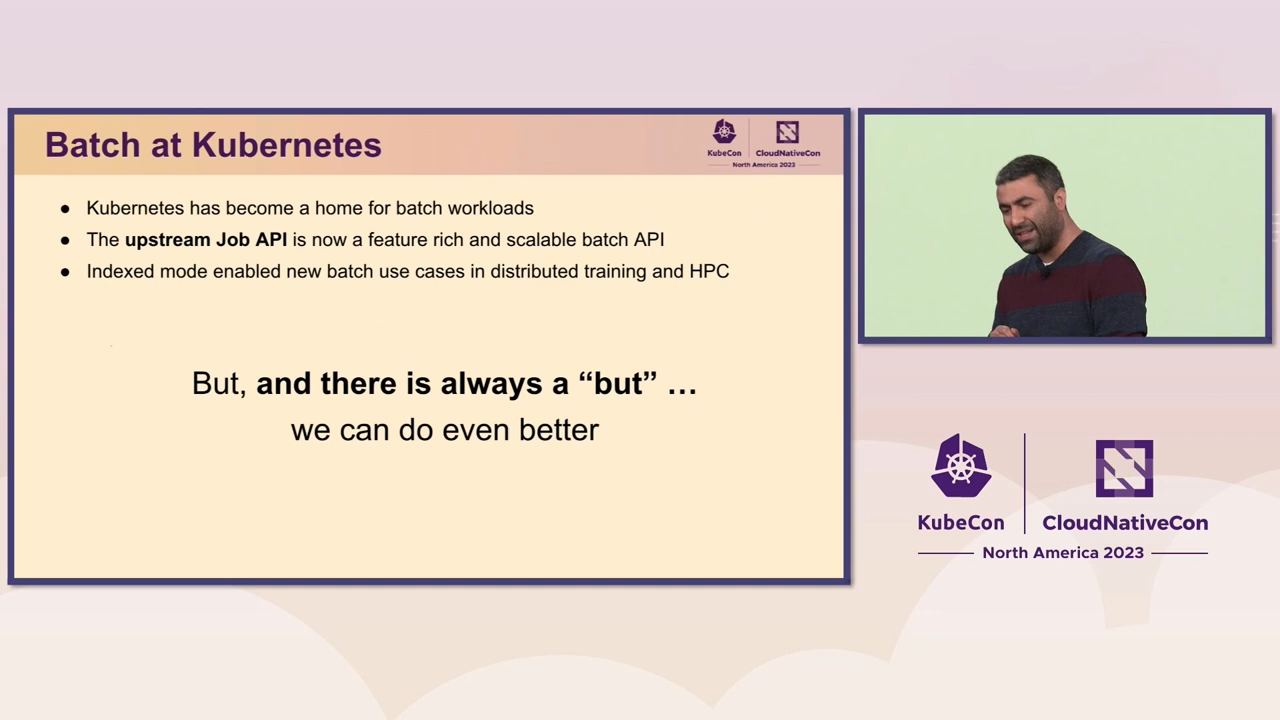 Batch at Kubernetes
KubeCon
CloudNativeCon
North America 2023
● Kubernetes has become a home for batch workloads
● The upstream Job API is now a feature rich and scalable batch API
● Indexed mode enabled new batch use cases in distributed training and HPC
But, and there is always a “but” …
we can do even better
KubeCon
CloudNativeCon
North America 2023